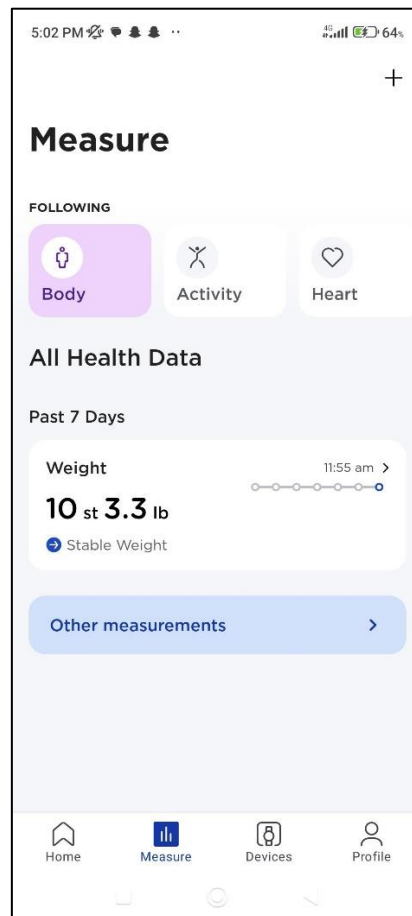 5:02 PM 4G 64%
Measure
FOLLOWING
Body Activity Heart
All Health Data
Past 7 Days
Weight 11:55 am
10 st 3.3 lb
Stable Weight
Other measurements
Home Measure Devices Profile